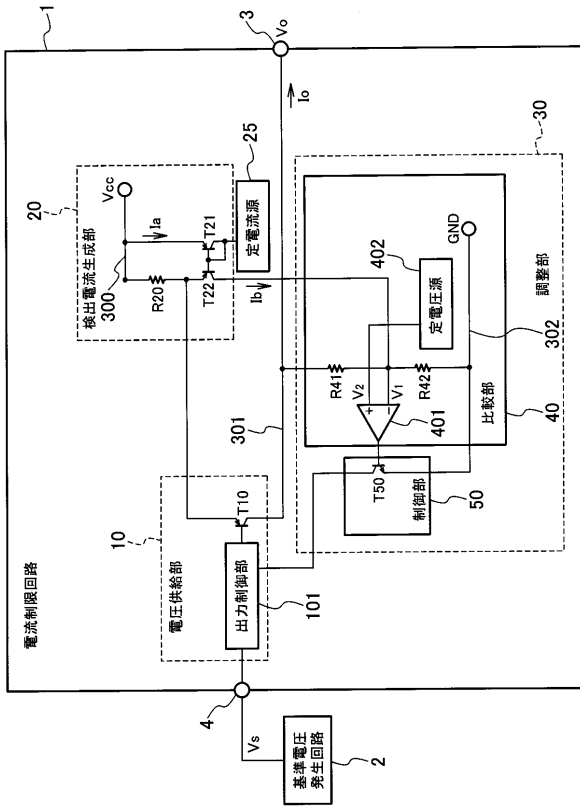 電流制限回路
1
基準電圧
発生回路
2
Vs
4
電圧供給部
10
出力制御部
101
T10
検出電流生成部
20
300
Vcc
R20
Ia
T22
T21
定電流源
25
Ib
301
Io
Vo
3
調整部
30
比較部
40
定電圧源
402
GND
302
R41
R42
V2
V1
+
-
401
制御部
T50
50